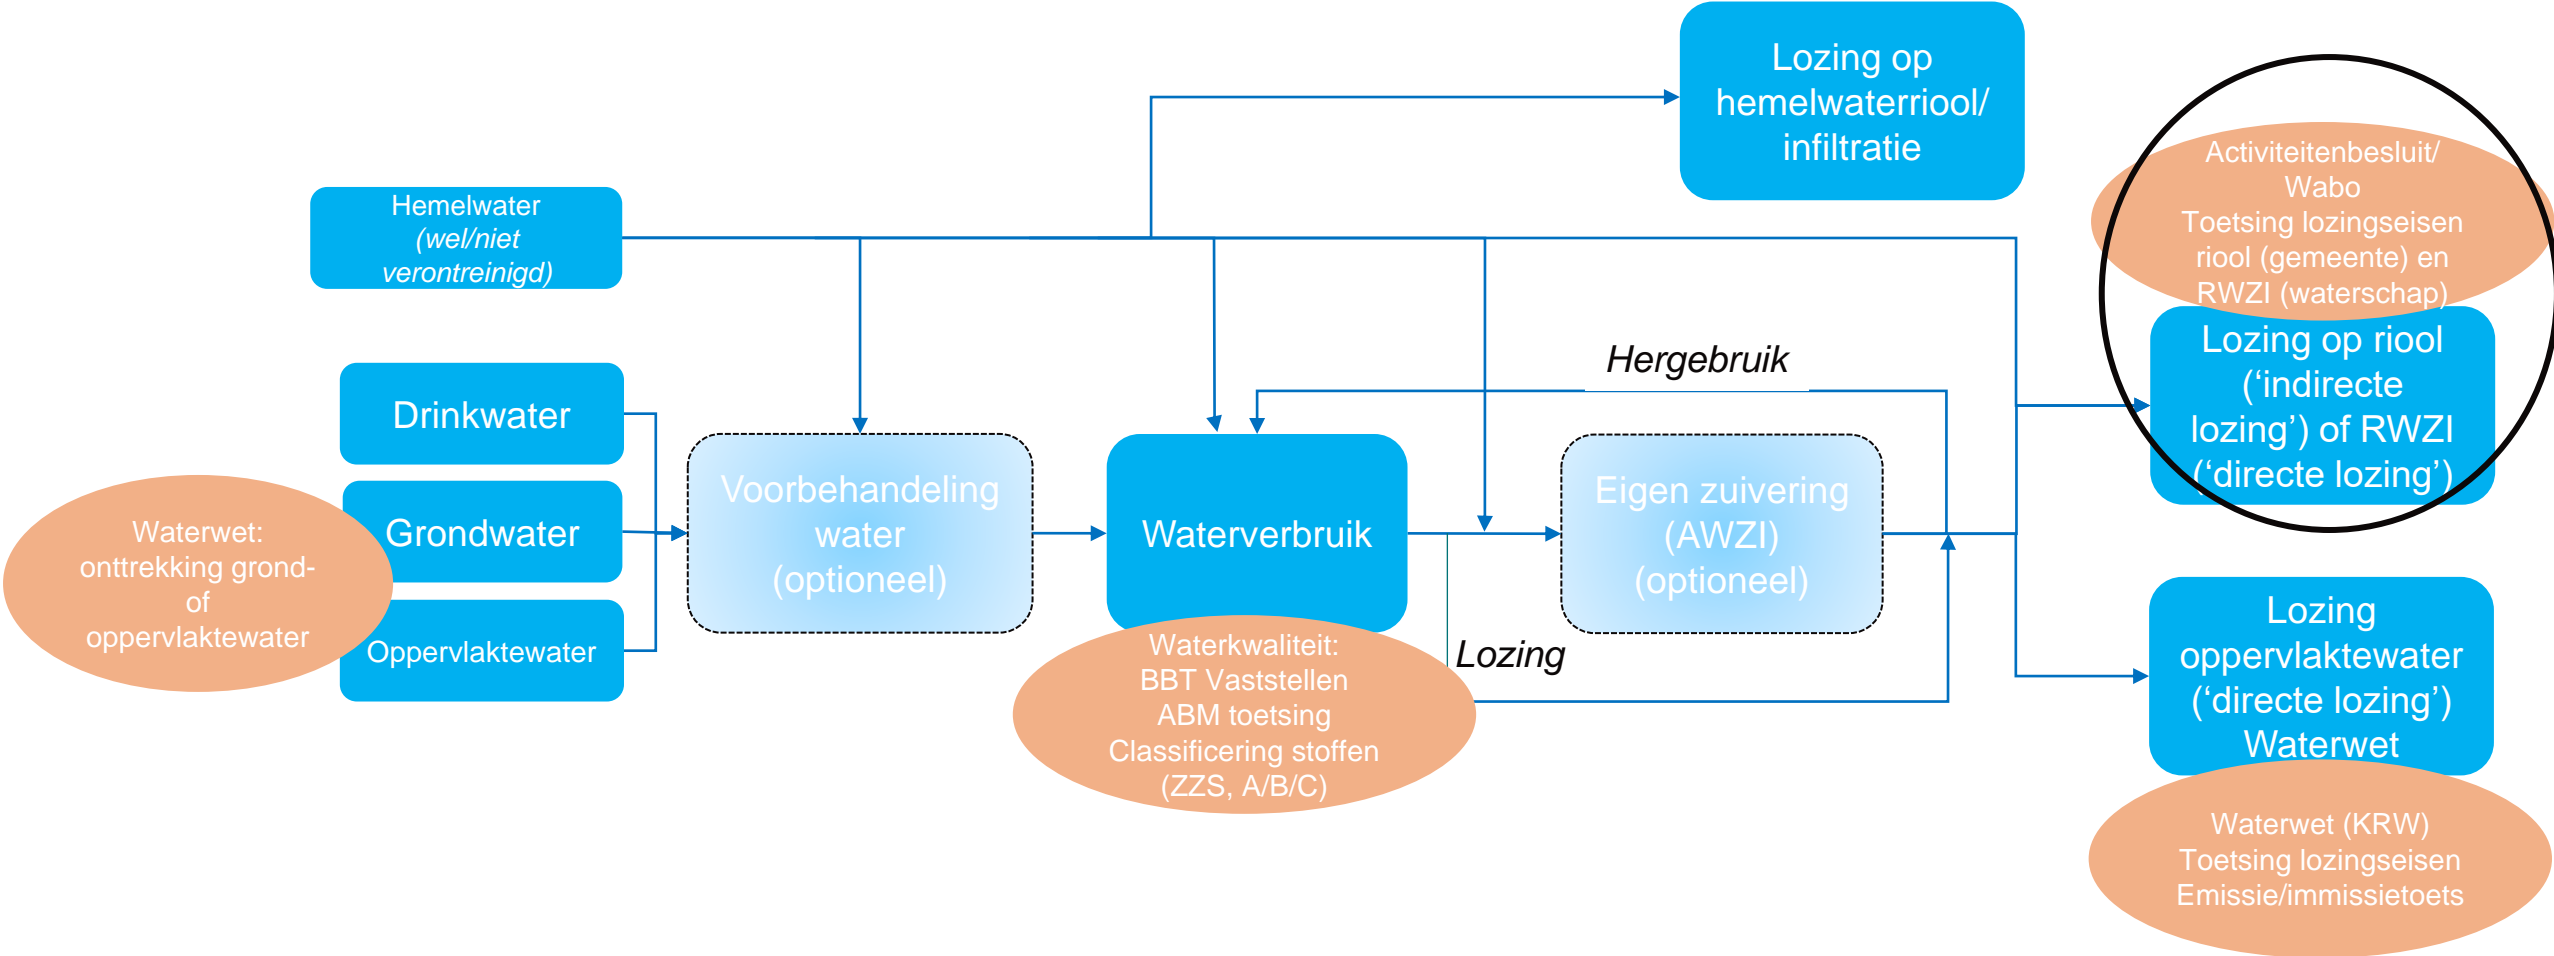 Lozing op
hemelwaterriool/
infiltratie
Activiteitenbesluit/
Wabo
Toetsing lozingseisen
riool (gemeente) en
RWZI (waterschap)
Hemelwater
(wel/niet
verontreinigd)
Lozing op riool
(‘indirecte
lozing’) of RWZI
(‘directe lozing’)
Hergebruik
Drinkwater
Grondwater
Oppervlaktewater
Waterwet:
onttrekking grond-
of
oppervlaktewater
Voorbehandeling
water
(optioneel)
Waterverbruik
Eigen zuivering
(AWZI)
(optioneel)
Lozing
Waterkwaliteit:
BBT Vaststellen
ABM toetsing
Classificering stoffen
(ZZS, A/B/C)
Lozing
oppervlaktewater
(‘directe lozing’)
Waterwet
Waterwet (KRW)
Toetsing lozingseisen
Emissie/immissietoets